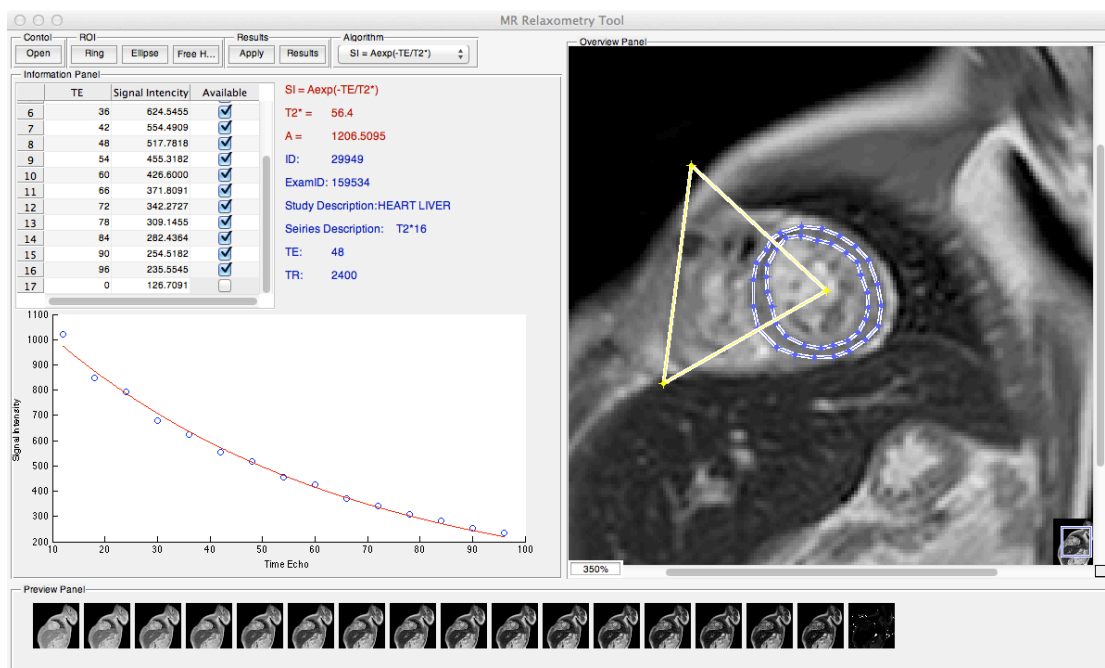 MR Relaxometry Tool
Contol
ROI
Results
Algorithm
Open
Ring
Ellipse
Free H...
Apply
Results
SI = Aexp(-TE/T2*)
Information Panel
TE Signal Intencity Available
6 36 624.5455
7 42 554.4909
8 48 517.7818
9 54 455.3182
10 60 426.6000
11 66 371.8091
12 72 342.2727
13 78 309.1455
14 84 282.4364
15 90 254.5182
16 96 235.5545
17 0 126.7091
SI = Aexp(-TE/T2*)
T2* = 56.4
A = 1206.5095
ID: 29949
ExamID: 159534
Study Description:HEART LIVER
Seiries Description: T2*16
TE: 48
TR: 2400
1100
1000
900
800
700
600
500
400
300
200
Signal Intensity
10 20 30 40 50 60 70 80 90 100
Time Echo
Overview Panel
350%
Preview Panel